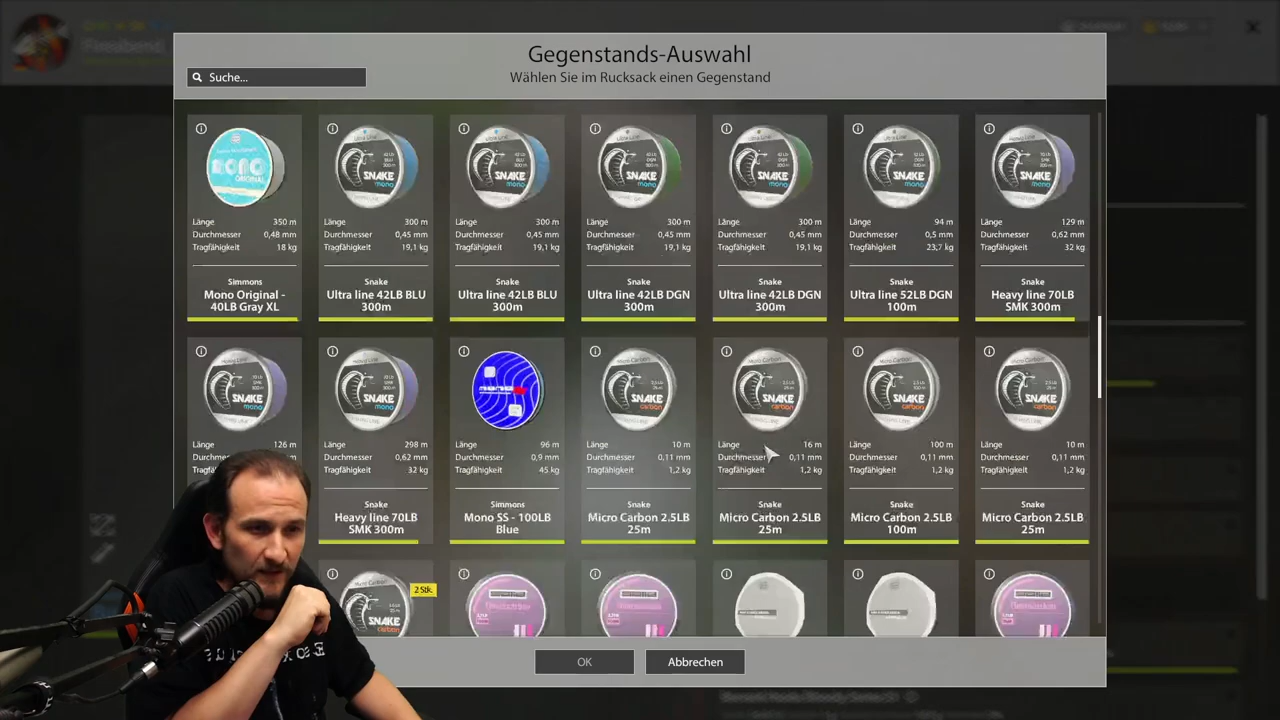 Gegenstands-Auswahl
Wählen Sie im Rucksack einen Gegenstand
Suche...
Länge 350 m
Durchmesser 0,48 mm
Tragfähigkeit 18 kg
Simmons
Mono Original -
40LB Gray XL
Länge 300 m
Durchmesser 0,45 mm
Tragfähigkeit 19,1 kg
Snake
Ultra line 42LB BLU
300m
Länge 300 m
Durchmesser 0,45 mm
Tragfähigkeit 19,1 kg
Snake
Ultra line 42LB BLU
300m
Länge 300 m
Durchmesser 0,45 mm
Tragfähigkeit 19,1 kg
Snake
Ultra line 42LB DGN
300m
Länge 300 m
Durchmesser 0,45 mm
Tragfähigkeit 19,1 kg
Snake
Ultra line 42LB DGN
300m
Länge 94 m
Durchmesser 0,5 mm
Tragfähigkeit 23,7 kg
Snake
Ultra line 52LB DGN
100m
Länge 129 m
Durchmesser 0,62 mm
Tragfähigkeit 32 kg
Snake
Heavy line 70LB
SMK 300m
Länge 126 m
0,62 mm
32 kg
Länge 298 m
Durchmesser 0,62 mm
Tragfähigkeit 32 kg
Snake
Heavy line 70LB
SMK 300m
Länge 96 m
Durchmesser 0,9 mm
Tragfähigkeit 45 kg
Simmons
Mono SS - 100LB
Blue
Länge 10 m
Durchmesser 0,11 mm
Tragfähigkeit 1,2 kg
Snake
Micro Carbon 2.5LB
25m
Länge 16 m
Durchmesser 0,11 mm
Tragfähigkeit 1,2 kg
Snake
Micro Carbon 2.5LB
25m
Länge 100 m
Durchmesser 0,11 mm
Tragfähigkeit 1,2 kg
Snake
Micro Carbon 2.5LB
100m
Länge 10 m
Durchmesser 0,11 mm
Tragfähigkeit 1,2 kg
Snake
Micro Carbon 2.5LB
25m
2 Stk.
OK
Abbrechen